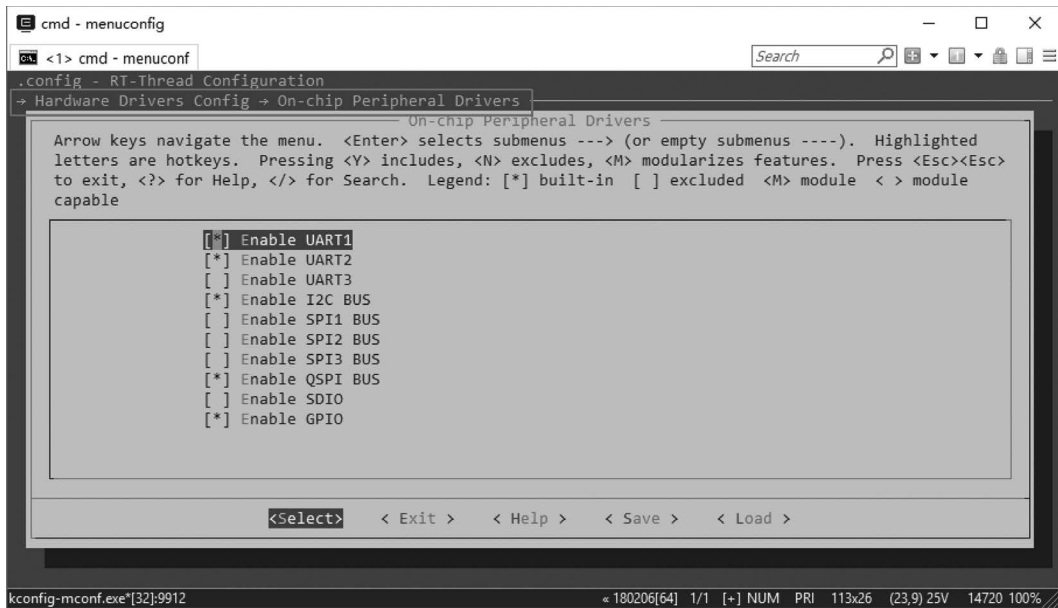 cmd - menuconfig
<1> cmd - menuconf
Search
.config - RT-Thread Configuration
→ Hardware Drivers Config → On-chip Peripheral Drivers
On-chip Peripheral Drivers
Arrow keys navigate the menu. <Enter> selects submenus ---> (or empty submenus ----). Highlighted
letters are hotkeys. Pressing <Y> includes, <N> excludes, <M> modularizes features. Press <Esc><Esc>
to exit, <?> for Help, </> for Search. Legend: [*] built-in [ ] excluded <M> module < > module
capable
[*] Enable UART1
[*] Enable UART2
[ ] Enable UART3
[*] Enable I2C BUS
[ ] Enable SPI1 BUS
[ ] Enable SPI2 BUS
[ ] Enable SPI3 BUS
[*] Enable QSPI BUS
[ ] Enable SDIO
[*] Enable GPIO
<Select> < Exit > < Help > < Save > < Load >
kconfig-mconf.exe*[32]:9912 « 180206[64] 1/1 [+] NUM PRI 113x26 (23,9) 25V 14720 100%